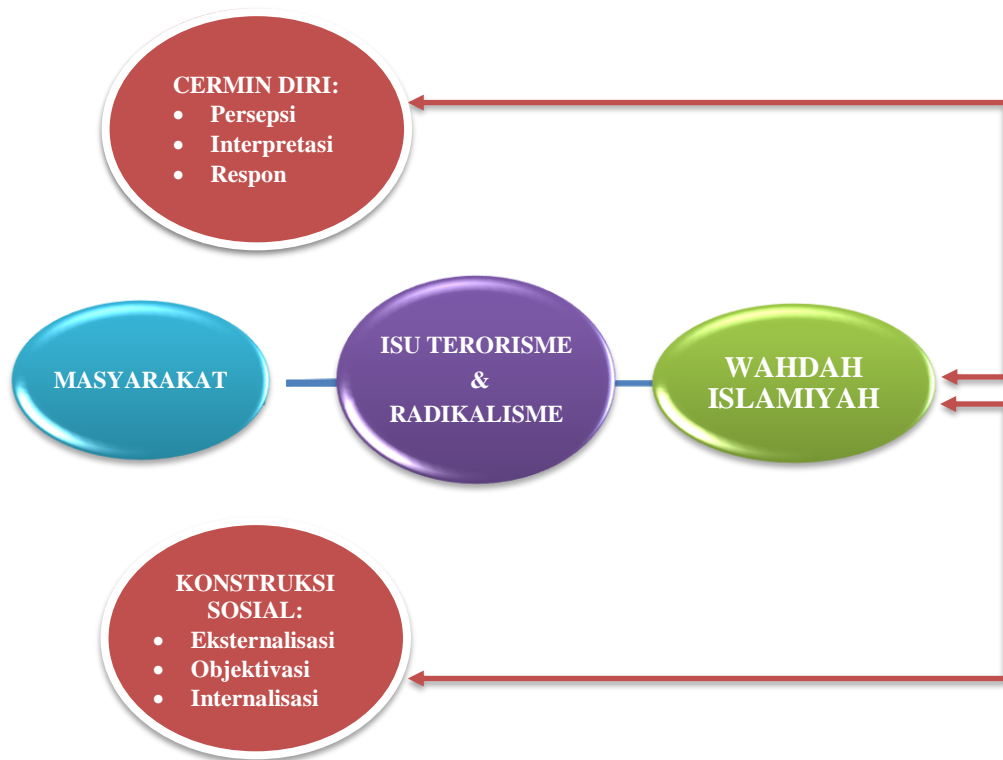 CERMIN DIRI:
• Persepsi
• Interpretasi
• Respon
MASYARAKAT
ISU TERORISME
&
RADIKALISME
WAHDAH
ISLAMIYAH
KONSTRUKSI
SOSIAL:
• Eksternalisasi
• Objektivasi
• Internalisasi